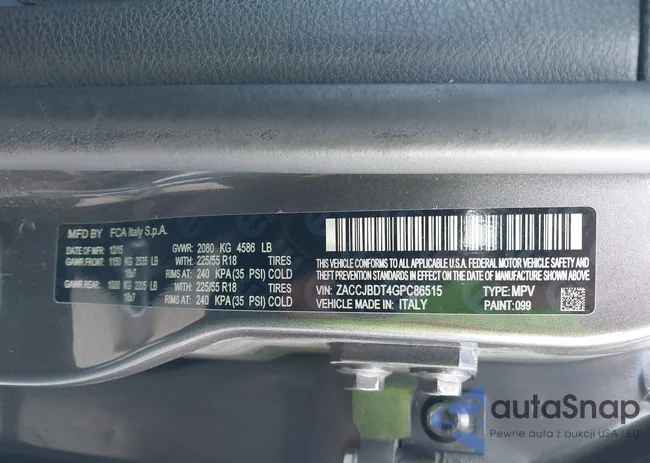 MFD BY FCA Italy S.p.A.
DATE OF MFR 12/15 GVWR: 2080 KG 4586 LB
GAWR FRONT: 1150 KG 2535 LB WITH: 225/55 R18 TIRES
18x7 RIMS AT: 240 KPA(35 PSI) COLD
GAWR REAR: 1000 KG 2205 LB WITH: 225/55 R18 TIRES
18x7 RIMS AT: 240 KPA(35 PSI) COLD
THIS VEHICLE CONFORMS TO ALL APPLICABLE U.S.A. FEDERAL MOTOR VEHICLE SAFETY,
BUMPER, AND THEFT PREVENTION STANDARDS IN EFFECT ON
THE DATE OF MANUFACTURE SHOWN ABOVE.
VIN: ZACCJBDT4GPC86515 TYPE: MPV
VEHICLE MADE IN: ITALY PAINT: 099
autaSnap
Pewne auta z aukcji USA i EU